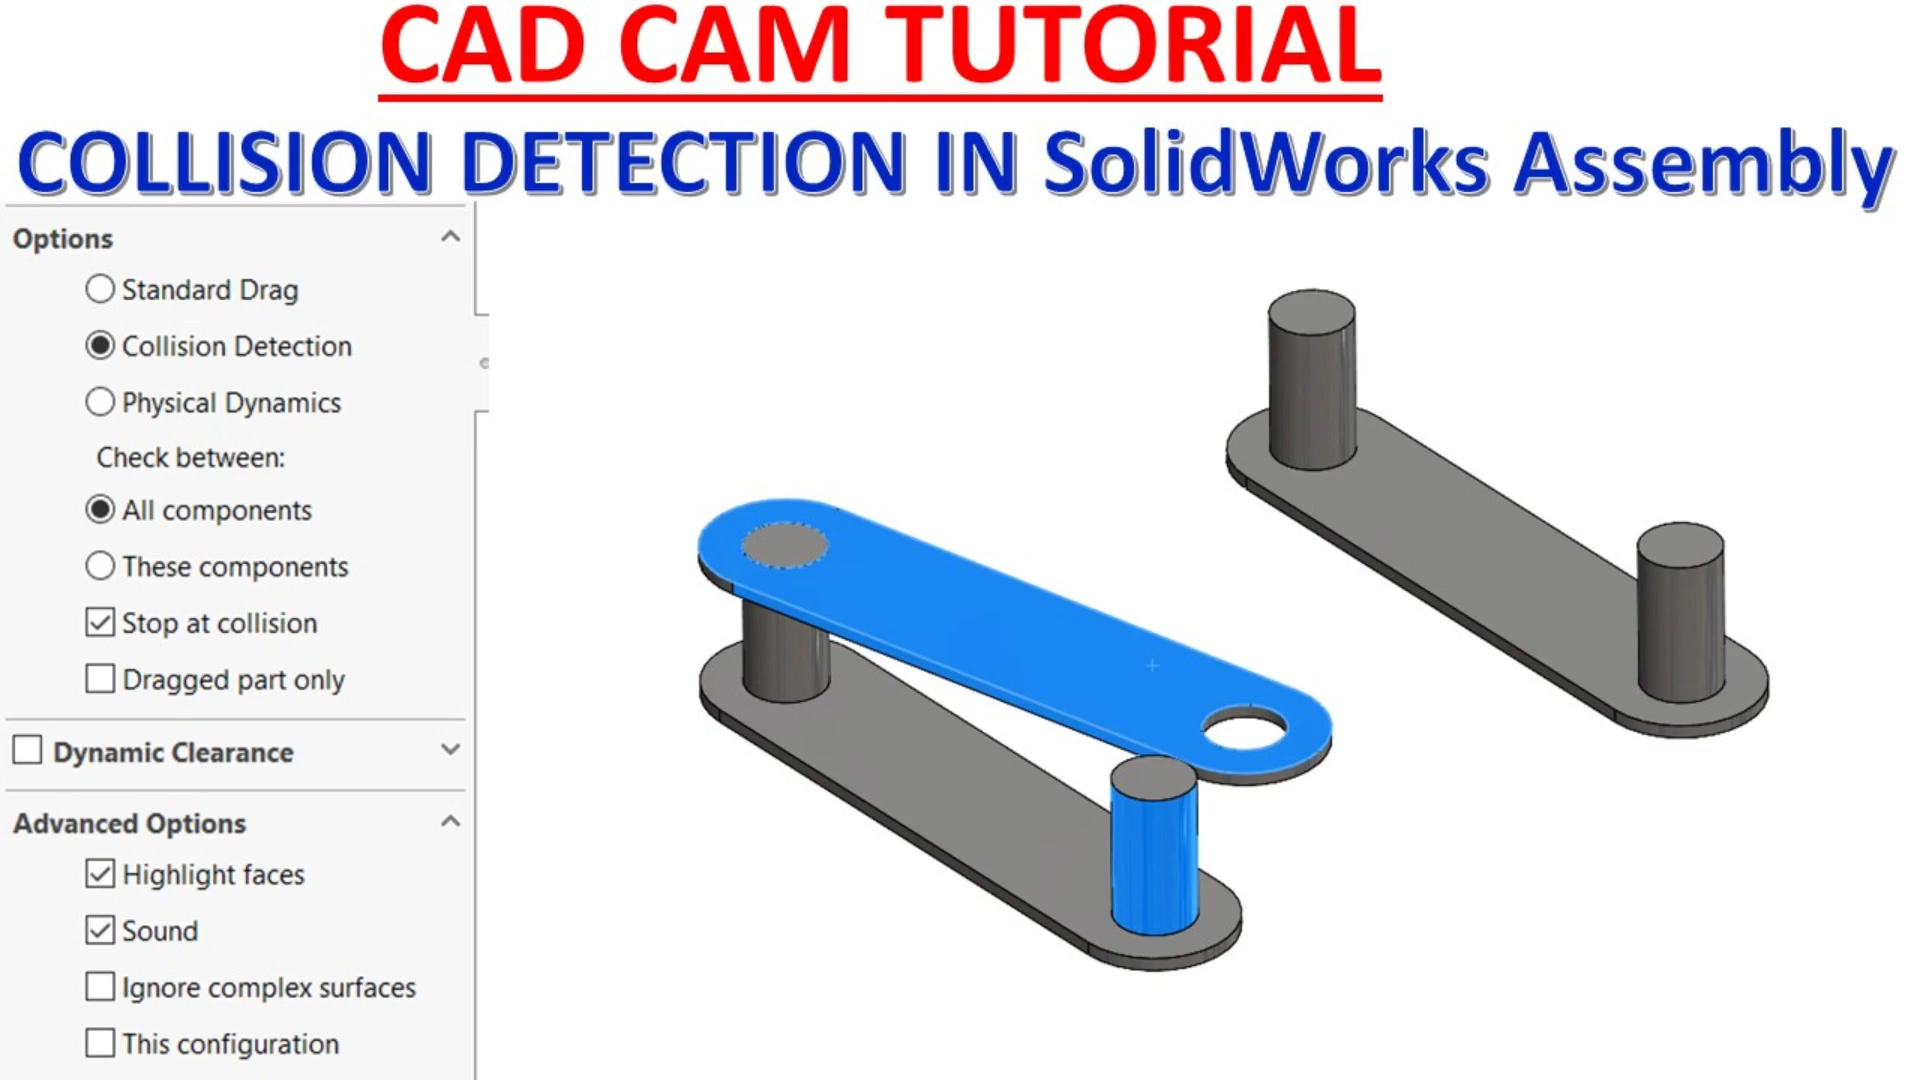 CAD CAM TUTORIAL
COLLISION DETECTION IN SolidWorks Assembly
Options
Standard Drag
Collision Detection
Physical Dynamics
Check between:
All components
These components
Stop at collision
Dragged part only
Dynamic Clearance
Advanced Options
Highlight faces
Sound
Ignore complex surfaces
This configuration